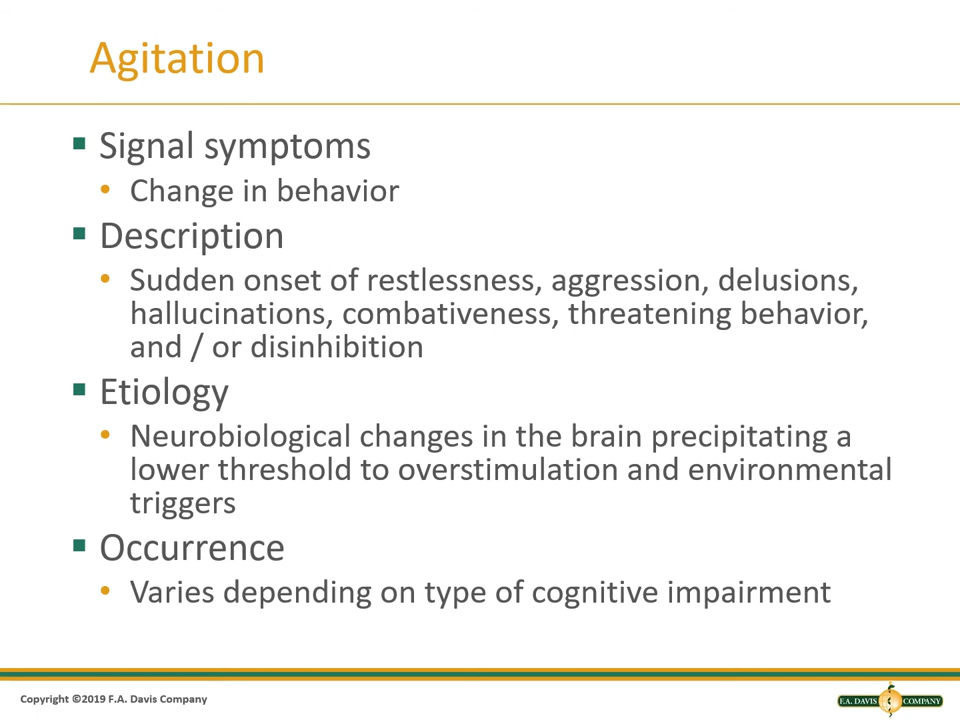 Agitation
Signal symptoms
Change in behavior
Description
Sudden onset of restlessness, aggression, delusions,
hallucinations, combativeness, threatening behavior,
and / or disinhibition
Etiology
Neurobiological changes in the brain precipitating a
lower threshold to overstimulation and environmental
triggers
Occurrence
Varies depending on type of cognitive impairment
Copyright ©2019 F.A. Davis Company
F.A. DAVIS COMPANY